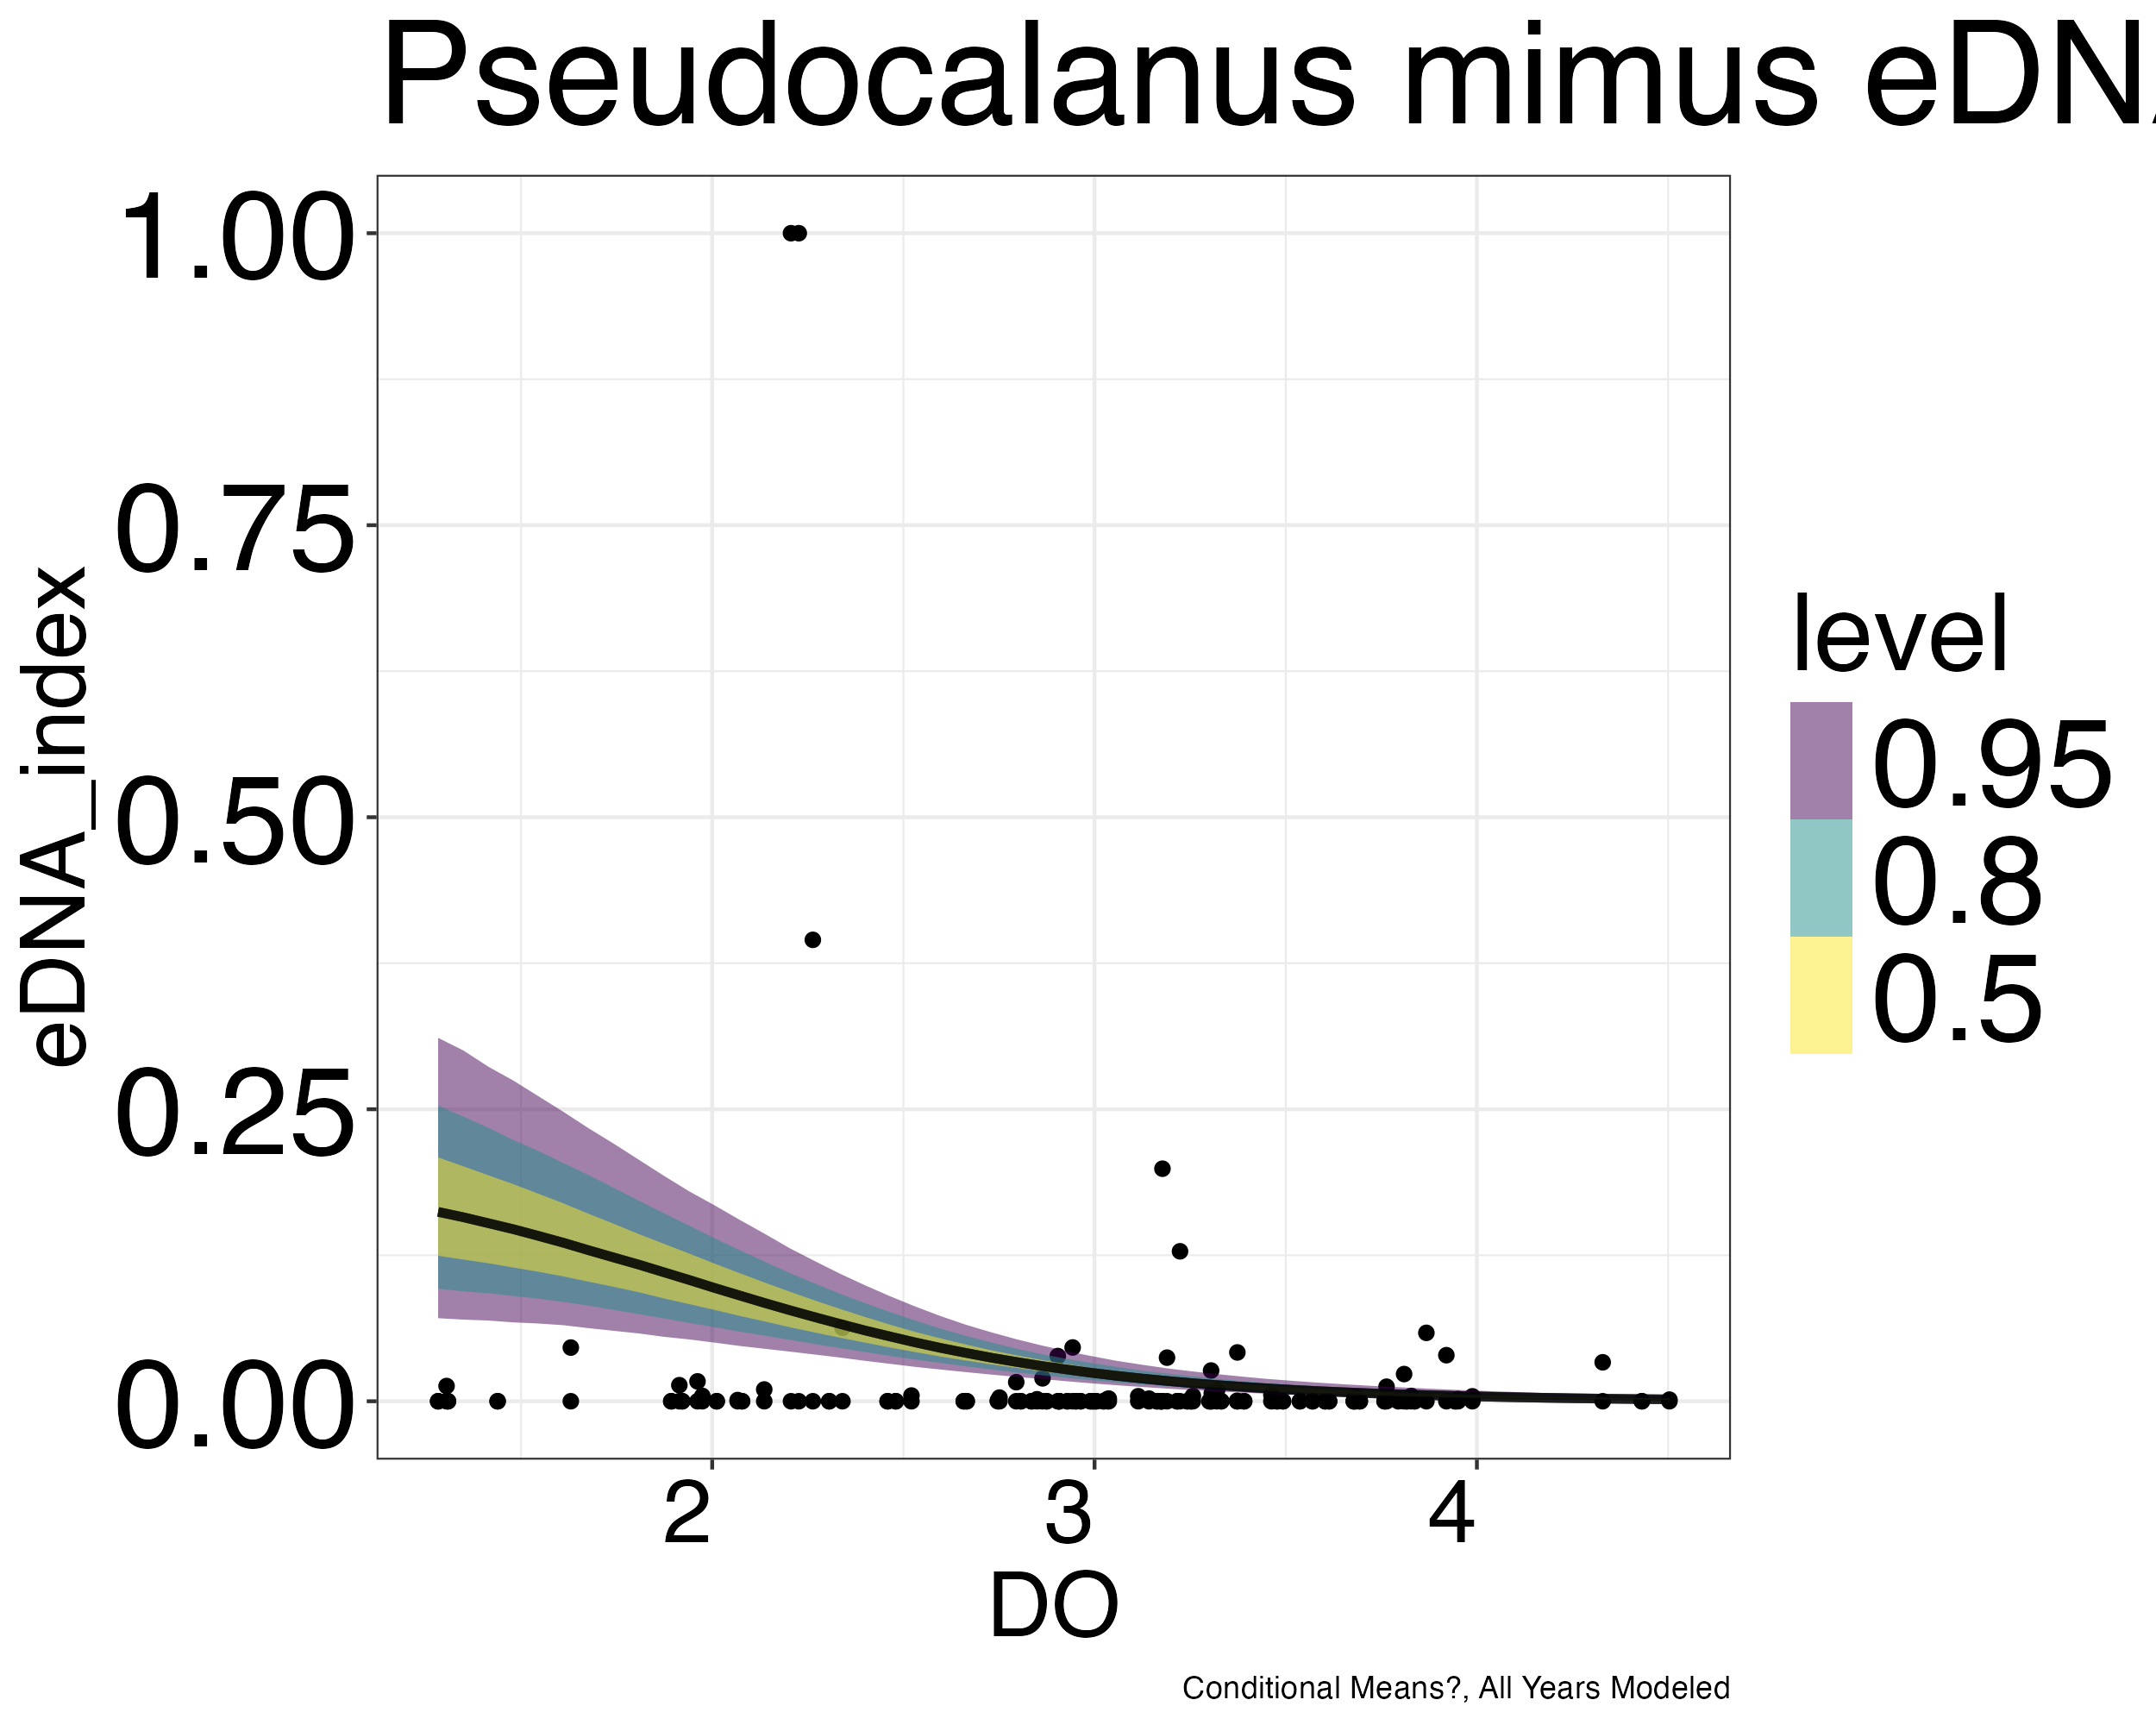 Pseudocalanus mimus eDN
1.00
0.75
0.50
0.25
0.00
eDNA_index
2 3 4
DO
level
0.95
0.8
0.5
Conditional Means?, All Years Modeled